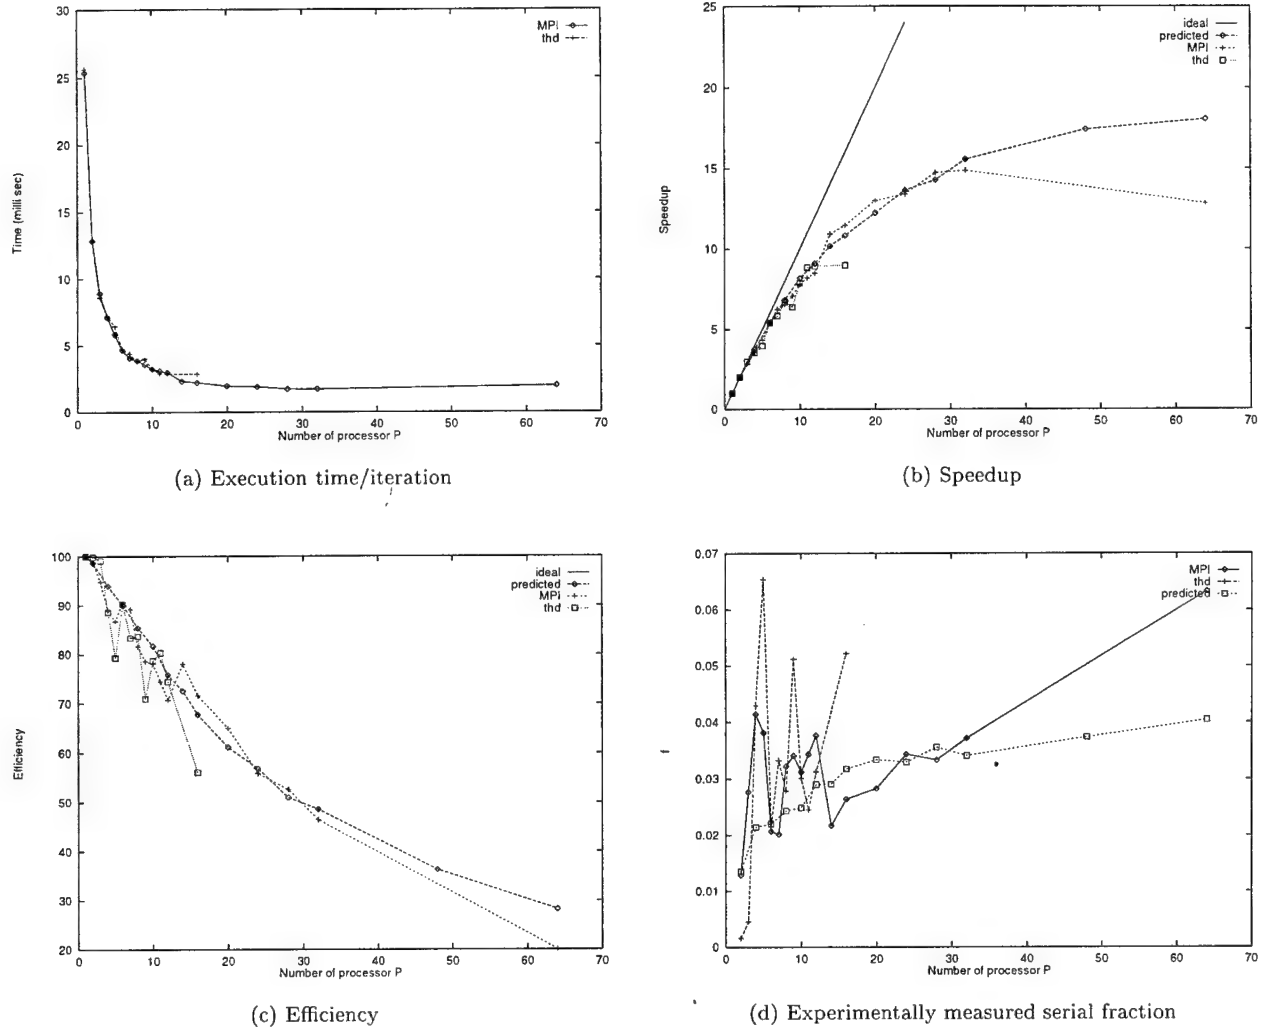 30
25
20
15
10
5
0
0 10 20 30 40 50 60 70
Time (milli sec)
Number of processor P
MPI
thd
(a) Execution time/iteration
25
20
15
10
5
0
0 10 20 30 40 50 60 70
Speedup
Number of processor P
ideal
predicted
MPI
thd
(b) Speedup
100
90
80
70
60
50
40
30
20
0 10 20 30 40 50 60 70
Efficiency
Number of processor P
ideal
predicted
MPI
thd
(c) Efficiency
0.07
0.06
0.05
0.04
0.03
0.02
0.01
0
0 10 20 30 40 50 60 70
f
Number of processor P
MPI
thd
predicted
(d) Experimentally measured serial fraction